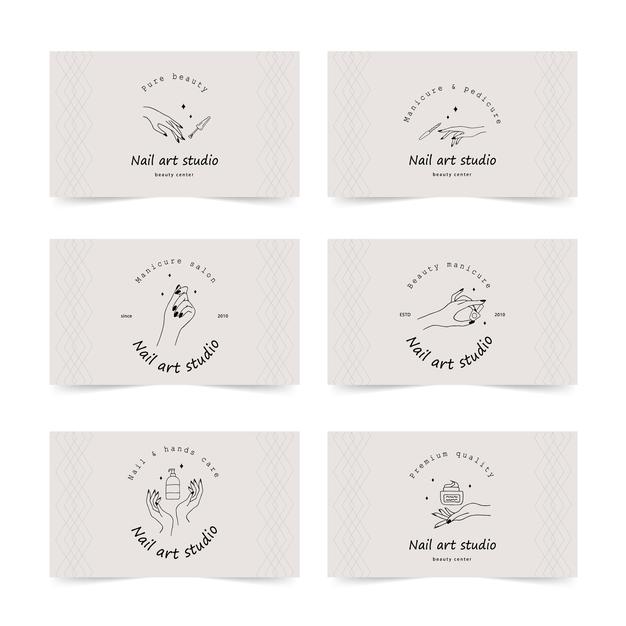 Pure beauty
Nail art studio
beauty center
Manicure & pedicure
Nail art studio
beauty center
Manicure salon
since 2010
Nail art studio
Beauty manicure
ESTD 2010
Nail art studio
Nail & hands care
Nail art studio
Premium quality
Nail art studio
beauty center